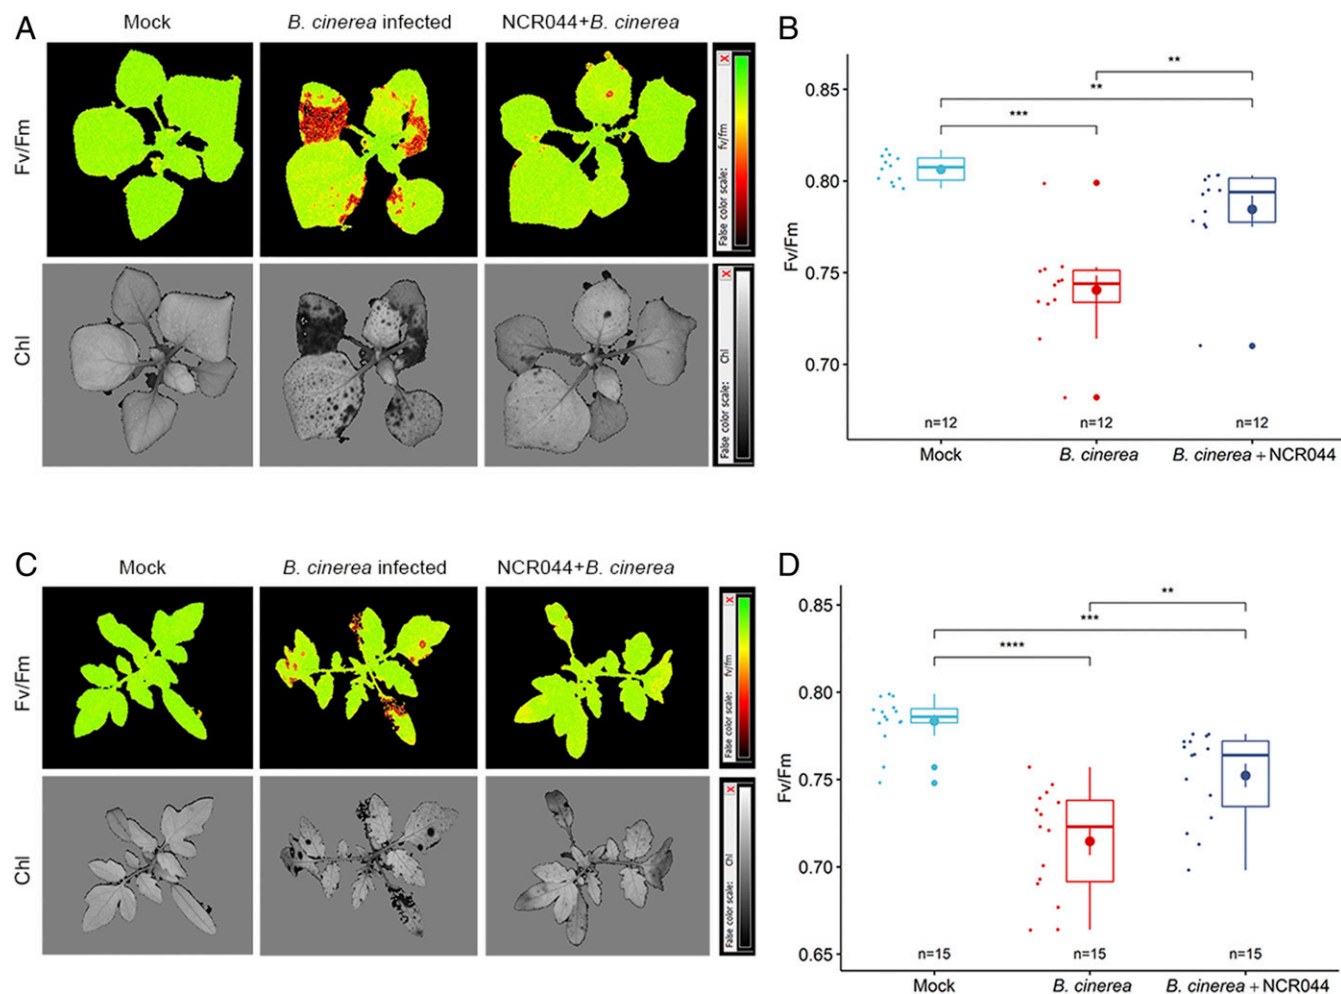 A
Mock
B. cinerea infected
NCR044+B. cinerea
Fv/Fm
False color scale: fv/fm X
Chl
False color scale: Chl X
B
Fv/Fm
0.85
0.80
0.75
0.70
**
**
***
n=12
n=12
n=12
Mock
B. cinerea
B. cinerea + NCR044
C
Mock
B. cinerea infected
NCR044+B. cinerea
Fv/Fm
False color scale: fv/fm X
Chl
False color scale: Chl X
D
Fv/Fm
0.85
0.80
0.75
0.70
0.65
**
***
****
n=15
n=15
n=15
Mock
B. cinerea
B. cinerea + NCR044